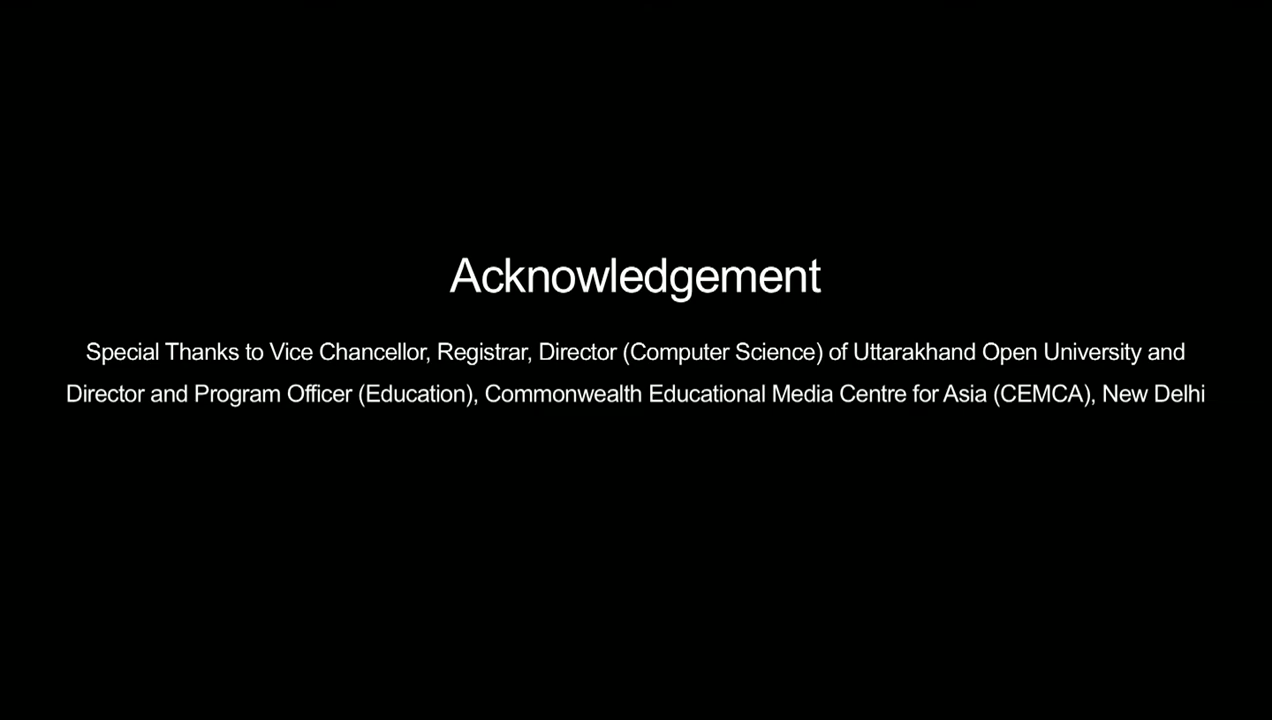 Acknowledgement
Special Thanks to Vice Chancellor, Registrar, Director (Computer Science) of Uttarakhand Open University and
Director and Program Officer (Education), Commonwealth Educational Media Centre for Asia (CEMCA), New Delhi